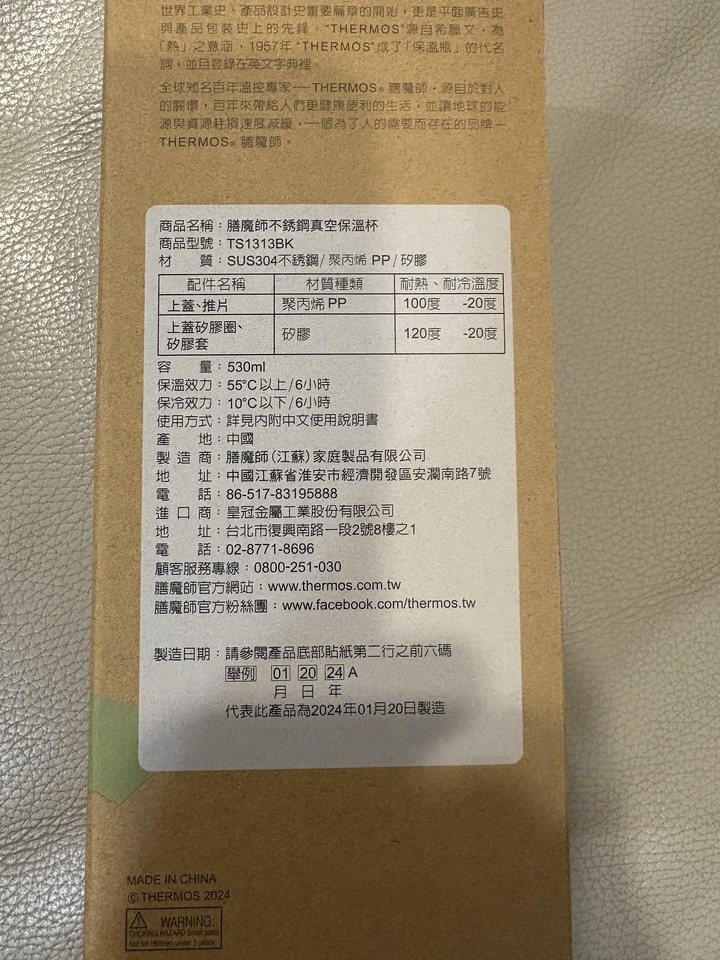 世界工業史、產品設計史重要篇章的開始，更是平面廣告史
與產品包裝史上的先鋒。“THERMOS”源自希臘文，為
「熱」之意涵，1957年“THERMOS”成了「保溫瓶」的代名
詞，並且登錄在英文字典裡。
全球知名百年溫控專家—THERMOS® 膳魔師，源自於對人
的關懷，百年來帶給人們更健康便利的生活，並讓地球的能
源與資源耗損速度減緩，一個為了人的需要而存在的品牌—
THERMOS® 膳魔師。
商品名稱：膳魔師不銹鋼真空保溫杯
商品型號：TS1313BK
材 質：SUS304不銹鋼/聚丙烯 PP/矽膠
配件名稱 材質種類 耐熱、耐冷溫度
上蓋、推片 聚丙烯 PP 100度 -20度
上蓋矽膠圈、
矽膠套 矽膠 120度 -20度
容 量：530ml
保溫效力：55°C以上/6小時
保冷效力：10°C以下/6小時
使用方式：詳見內附中文使用說明書
產 地：中國
製 造 商：膳魔師(江蘇)家庭製品有限公司
地 址：中國江蘇省淮安市經濟開發區安瀾南路7號
電 話：86-517-83195888
進 口 商：皇冠金屬工業股份有限公司
地 址：台北市復興南路一段2號8樓之1
電 話：02-8771-8696
顧客服務專線：0800-251-030
膳魔師官方網站：www.thermos.com.tw
膳魔師官方粉絲團：www.facebook.com/thermos.tw
製造日期：請參閱產品底部貼紙第二行之前六碼
舉例 01 20 24 A
月 日 年
代表此產品為2024年01月20日製造
MADE IN CHINA
© THERMOS 2024
WARNING:
CHOKING HAZARD Small parts
Not for children under 3 years